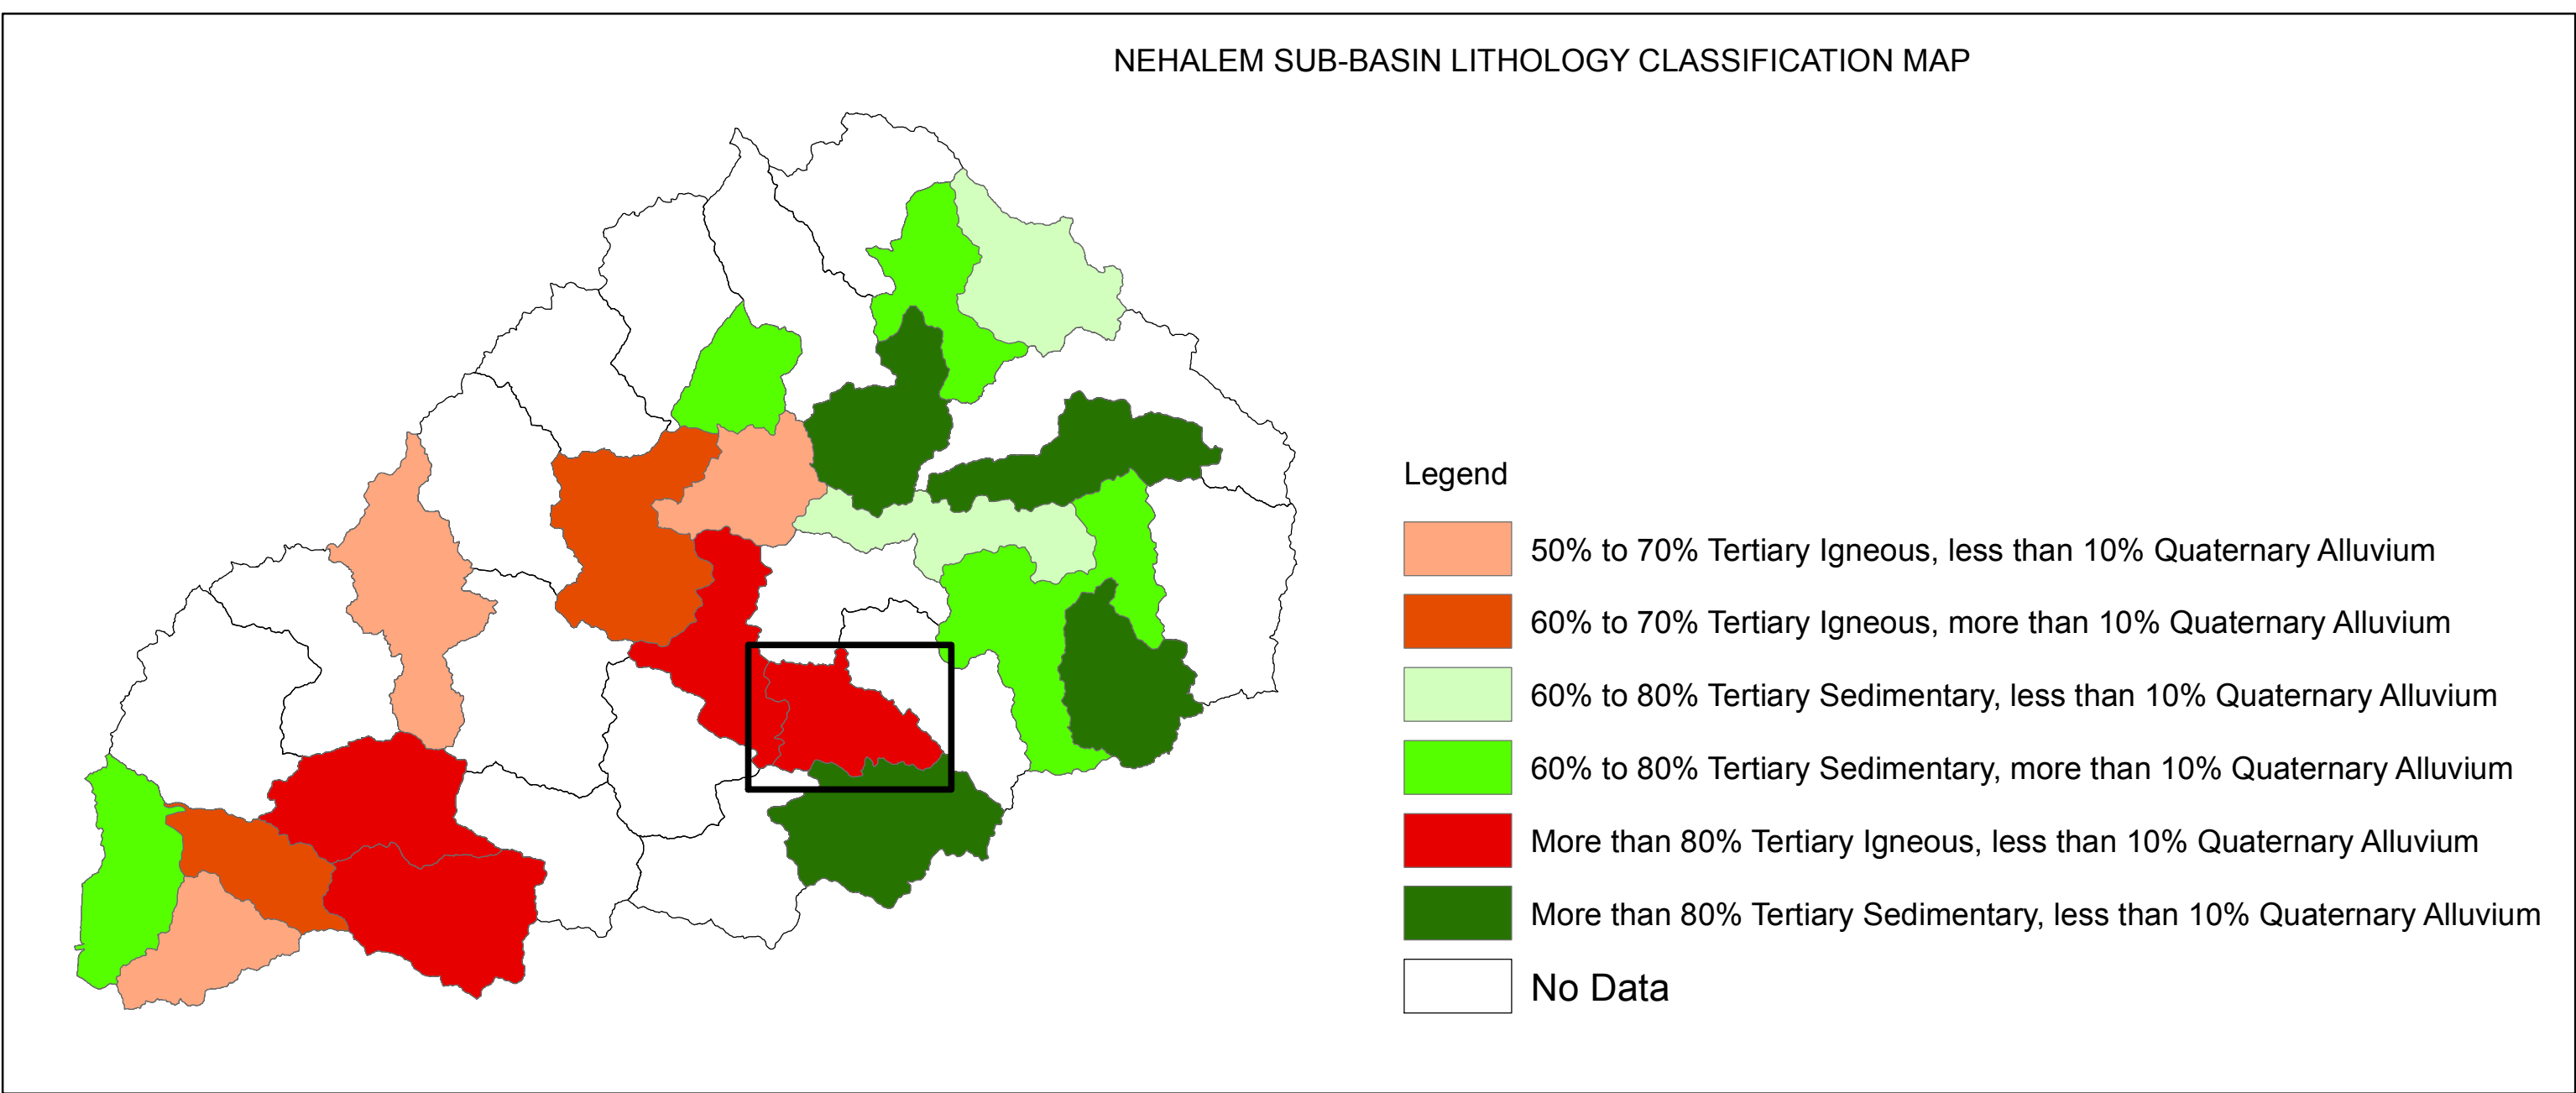 NEHALEM SUB-BASIN LITHOLOGY CLASSIFICATION MAP
Legend
50% to 70% Tertiary Igneous, less than 10% Quaternary Alluvium
60% to 70% Tertiary Igneous, more than 10% Quaternary Alluvium
60% to 80% Tertiary Sedimentary, less than 10% Quaternary Alluvium
60% to 80% Tertiary Sedimentary, more than 10% Quaternary Alluvium
More than 80% Tertiary Igneous, less than 10% Quaternary Alluvium
More than 80% Tertiary Sedimentary, less than 10% Quaternary Alluvium
No Data